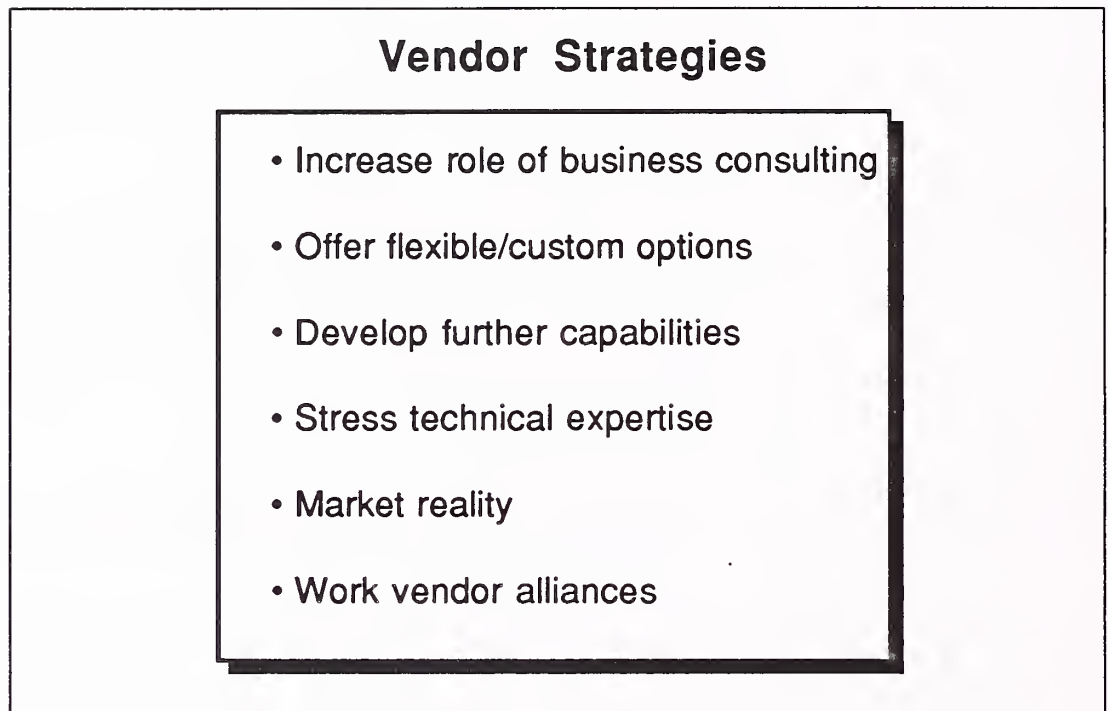 Vendor Strategies
• Increase role of business consulting
• Offer flexible/custom options
• Develop further capabilities
• Stress technical expertise
• Market reality
• Work vendor alliances